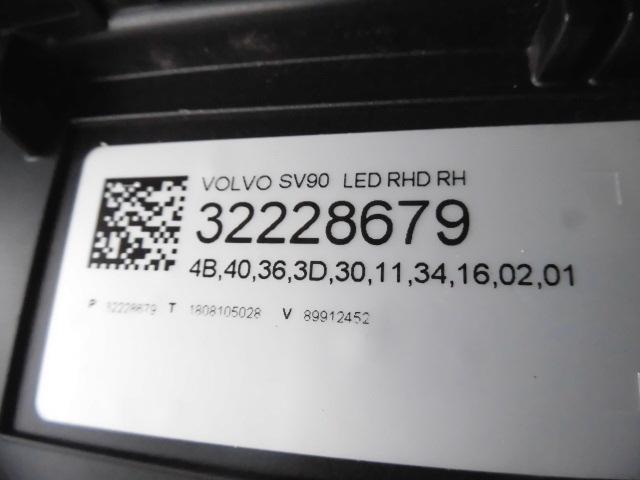 VOLVO SV90 LED RHD RH
32228679
4B,40,36,3D,30,11,34,16,02,01
P 32228679 T 1808105028 V 89912452